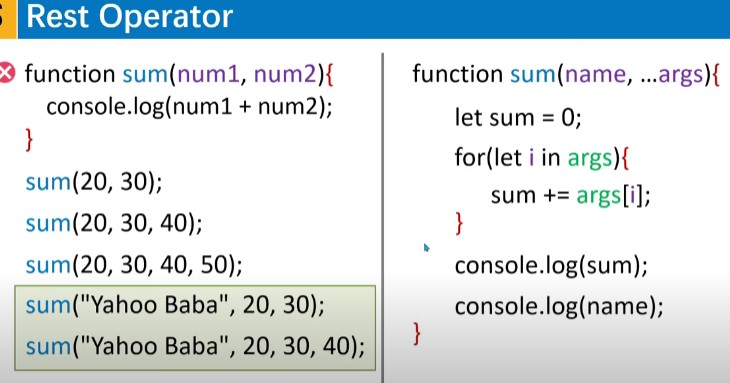 Rest Operator
function sum(num1, num2){
console.log(num1 + num2);
}
sum(20, 30);
sum(20, 30, 40);
sum(20, 30, 40, 50);
sum("Yahoo Baba", 20, 30);
sum("Yahoo Baba", 20, 30, 40);
function sum(name, ...args){
let sum = 0;
for(let i in args){
sum += args[i];
}
console.log(sum);
console.log(name);
}